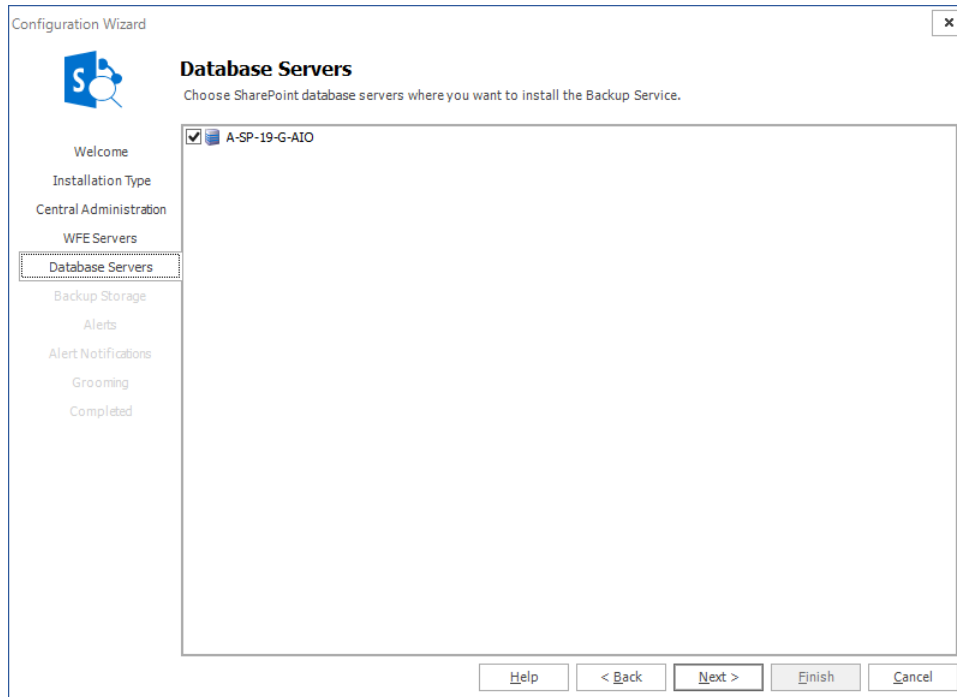 Configuration Wizard
Database Servers
Choose SharePoint database servers where you want to install the Backup Service.
A-SP-19-G-AIO
Welcome
Installation Type
Central Administration
WFE Servers
Database Servers
Backup Storage
Alerts
Alert Notifications
Grooming
Completed
Help
< Back
Next >
Finish
Cancel